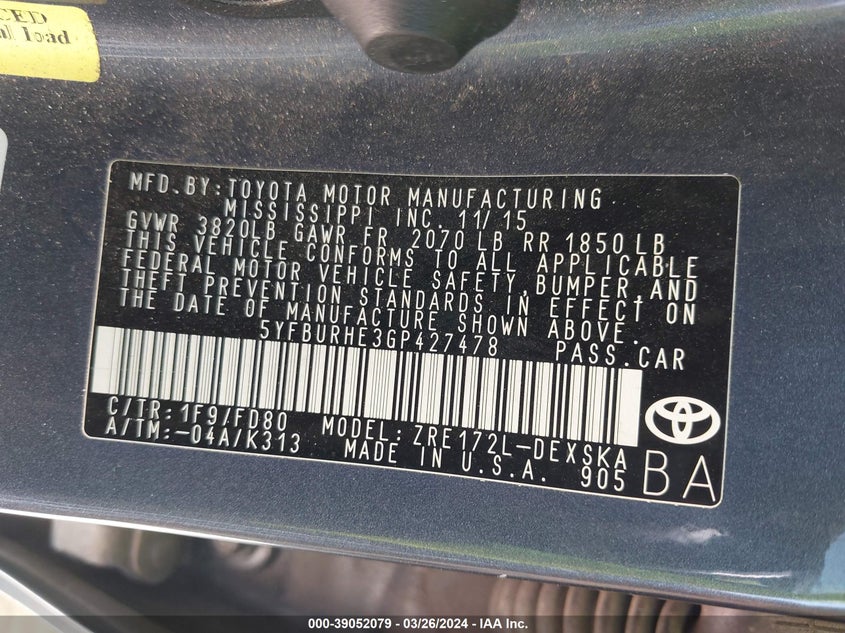 CED
al load
MFD.BY:TOYOTA MOTOR MANUFACTURING
MISSISSIPPI INC. 11/15
GVWR 3820LB GAWR FR 2070 LB RR 1850 LB
THIS VEHICLE CONFORMS TO ALL APPLICABLE
FEDERAL MOTOR VEHICLE SAFETY,BUMPER,AND
THEFT PREVENTION STANDARDS IN EFFECT ON
THE DATE OF MANUFACTURE SHOWN ABOVE.
5YFBURHE3GP427478 PASS.CAR
C/TR:1F9/FD80 MODEL:ZRE172L-DEXSKA
A/TM:-04A/K313 MADE IN U.S.A. 905
BA
000-39052079 - 03/26/2024 - IAA Inc.